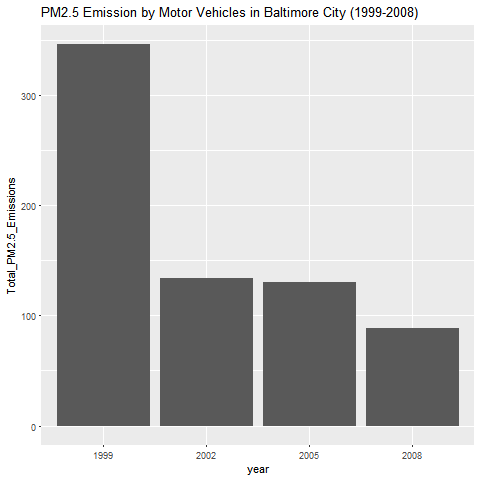 PM2.5 Emission by Motor Vehicles in Baltimore City (1999-2008)
Total_PM2.5_Emissions
300
200
100
0
1999 2002 2005 2008
year